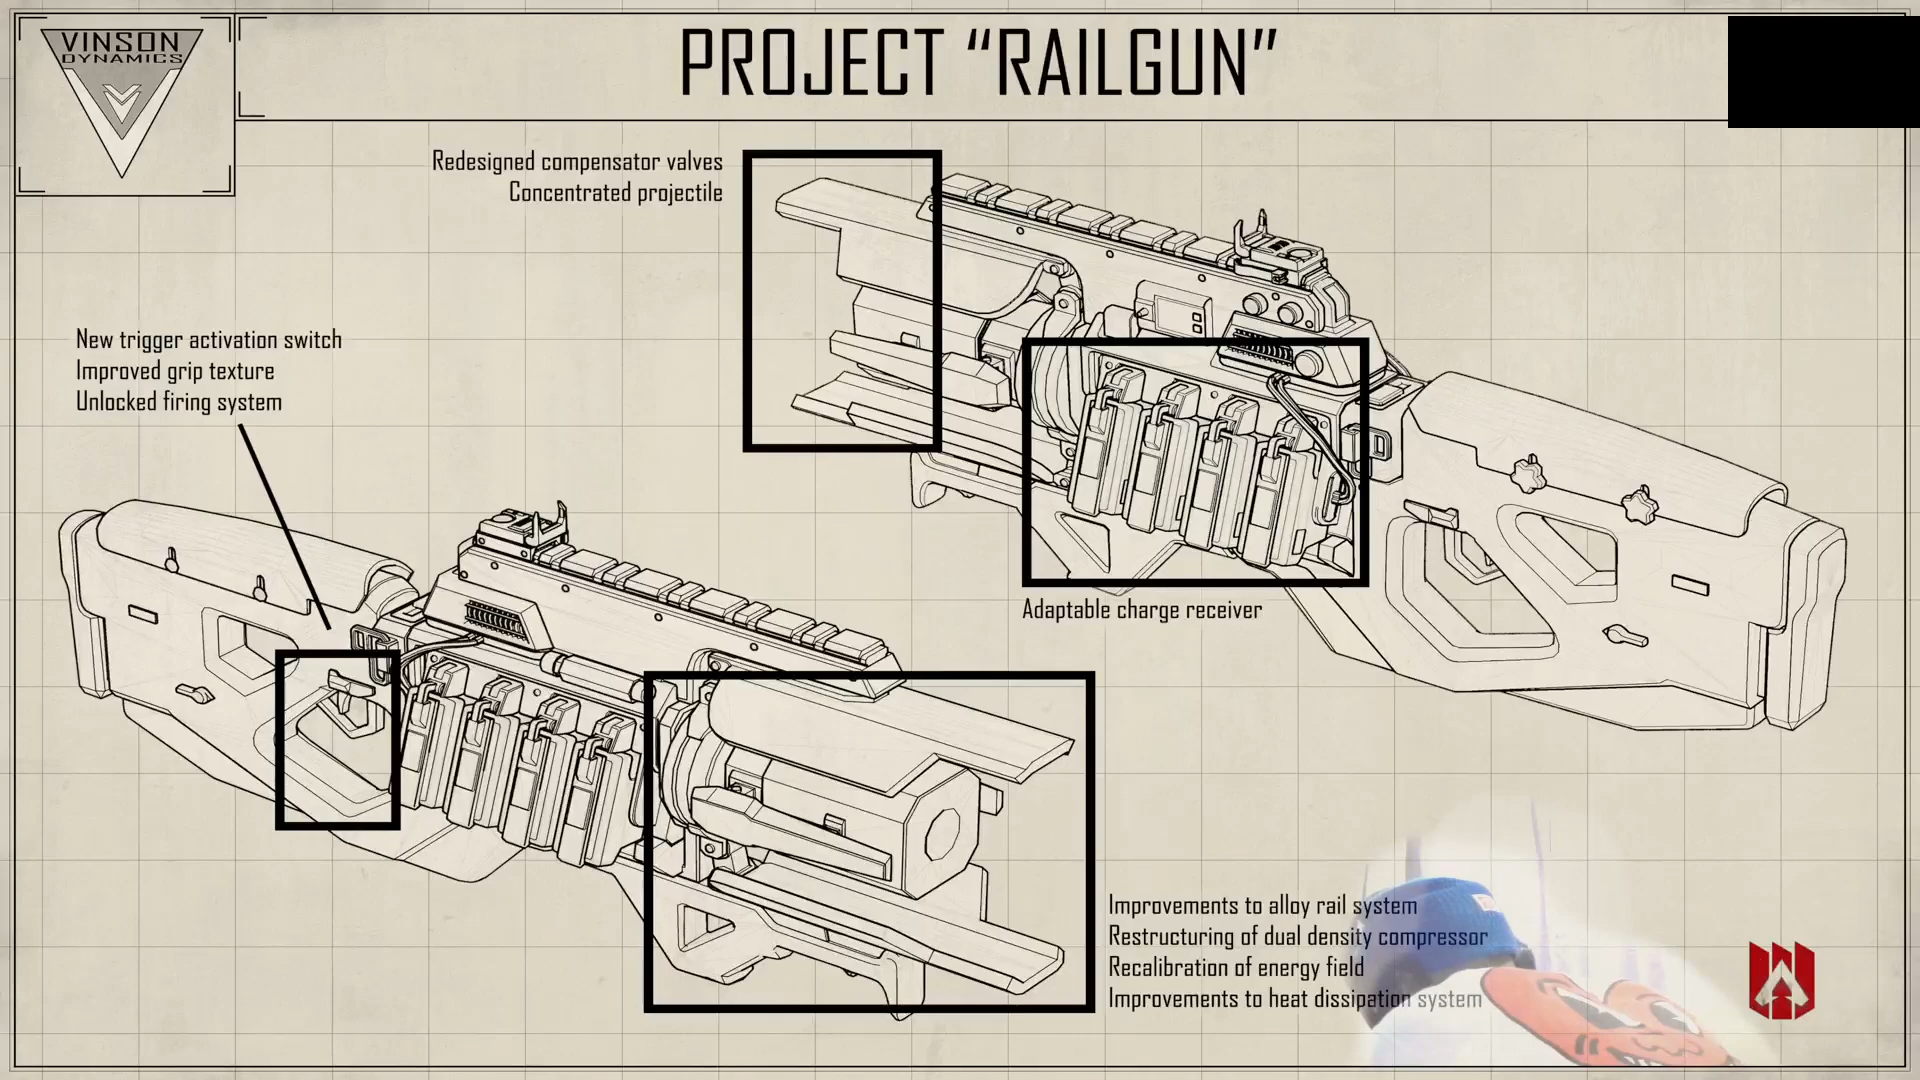 VINSON
DYNAMICS
PROJECT “RAILGUN”
Redesigned compensator valves
Concentrated projectile
New trigger activation switch
Improved grip texture
Unlocked firing system
Adaptable charge receiver
Improvements to alloy rail system
Restructuring of dual density compressor
Recalibration of energy field
Improvements to heat dissipation system